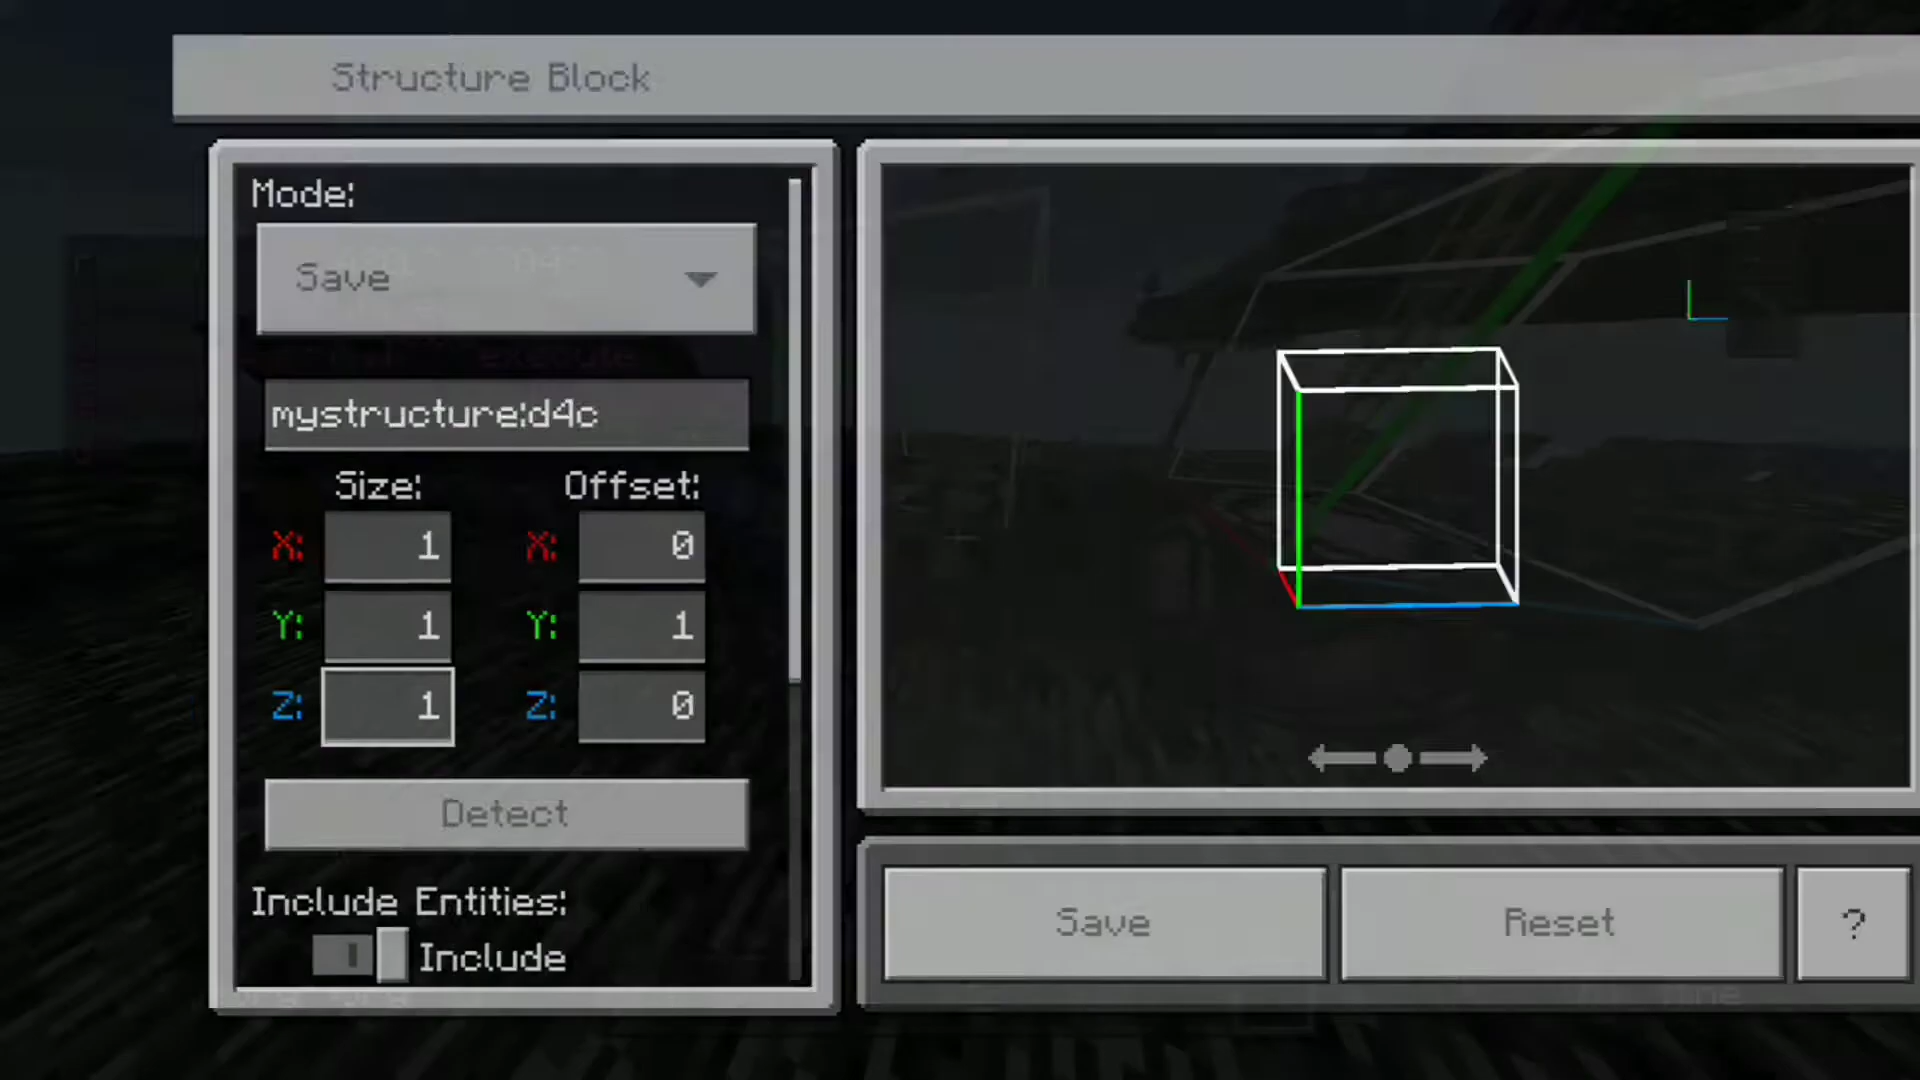 Structure Block
Mode:
Save
execute
mystructure:d4c
Size: Offset:
X: 1 X: 0
Y: 1 Y: 1
Z: 1 Z: 0
Detect
Include Entities:
Include
Save Reset ?